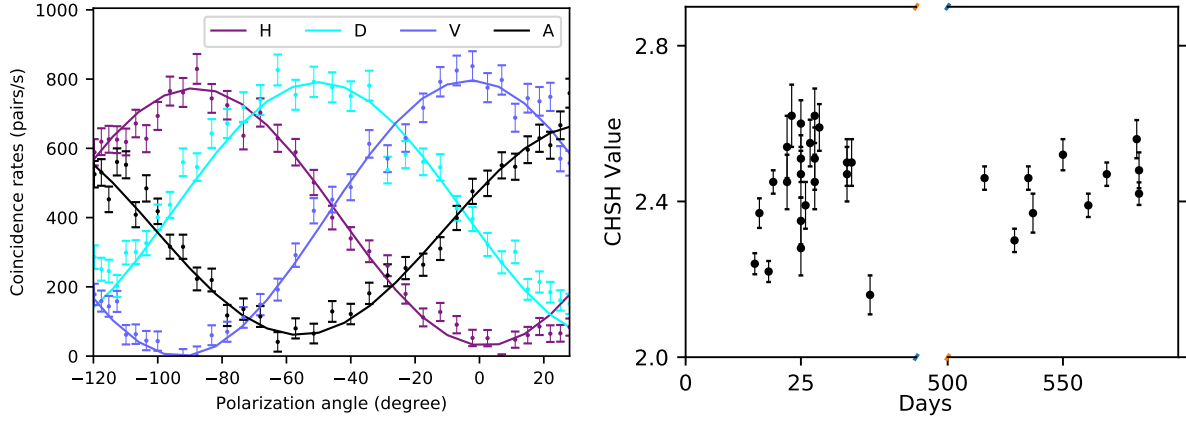 1000
800
600
400
200
0
Coincidence rates (pairs/s)
H D V A
−120 −100 −80 −60 −40 −20 0 20
Polarization angle (degree)
2.8
2.4
2.0
CHSH Value
0 25 500 550
Days